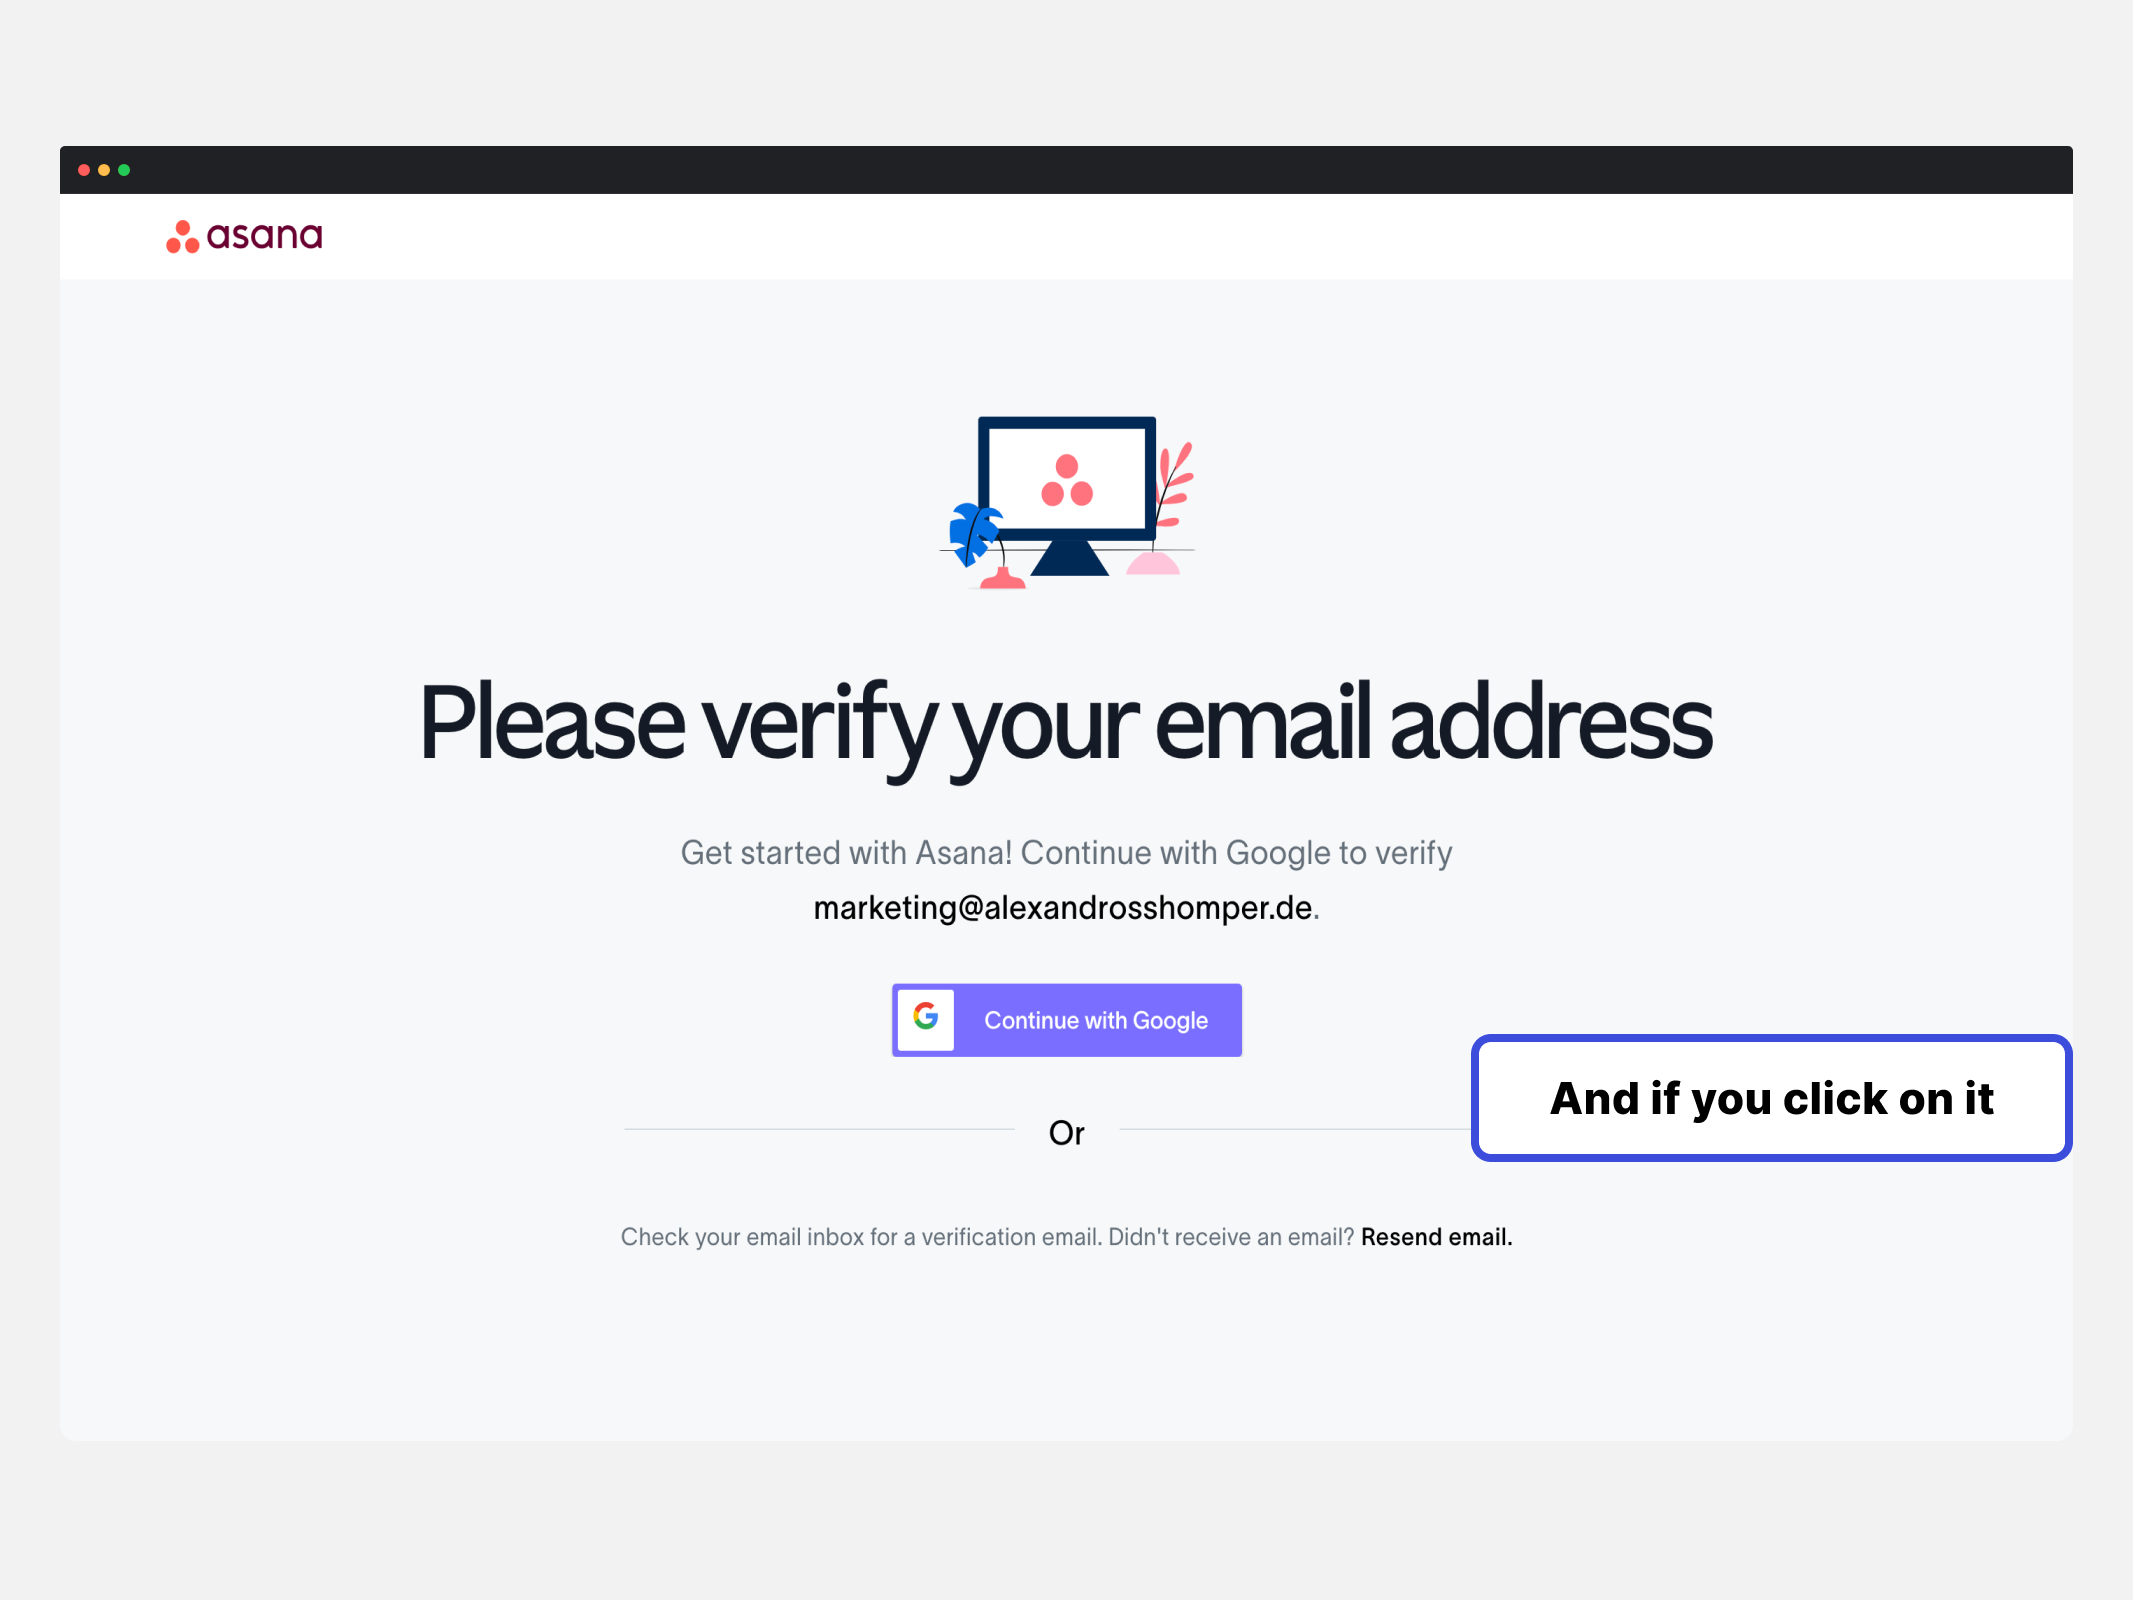 asana
Please verify your email address
Get started with Asana! Continue with Google to verify
marketing@alexandrosshomper.de.
Continue with Google
And if you click on it
Or
Check your email inbox for a verification email. Didn't receive an email? Resend email.